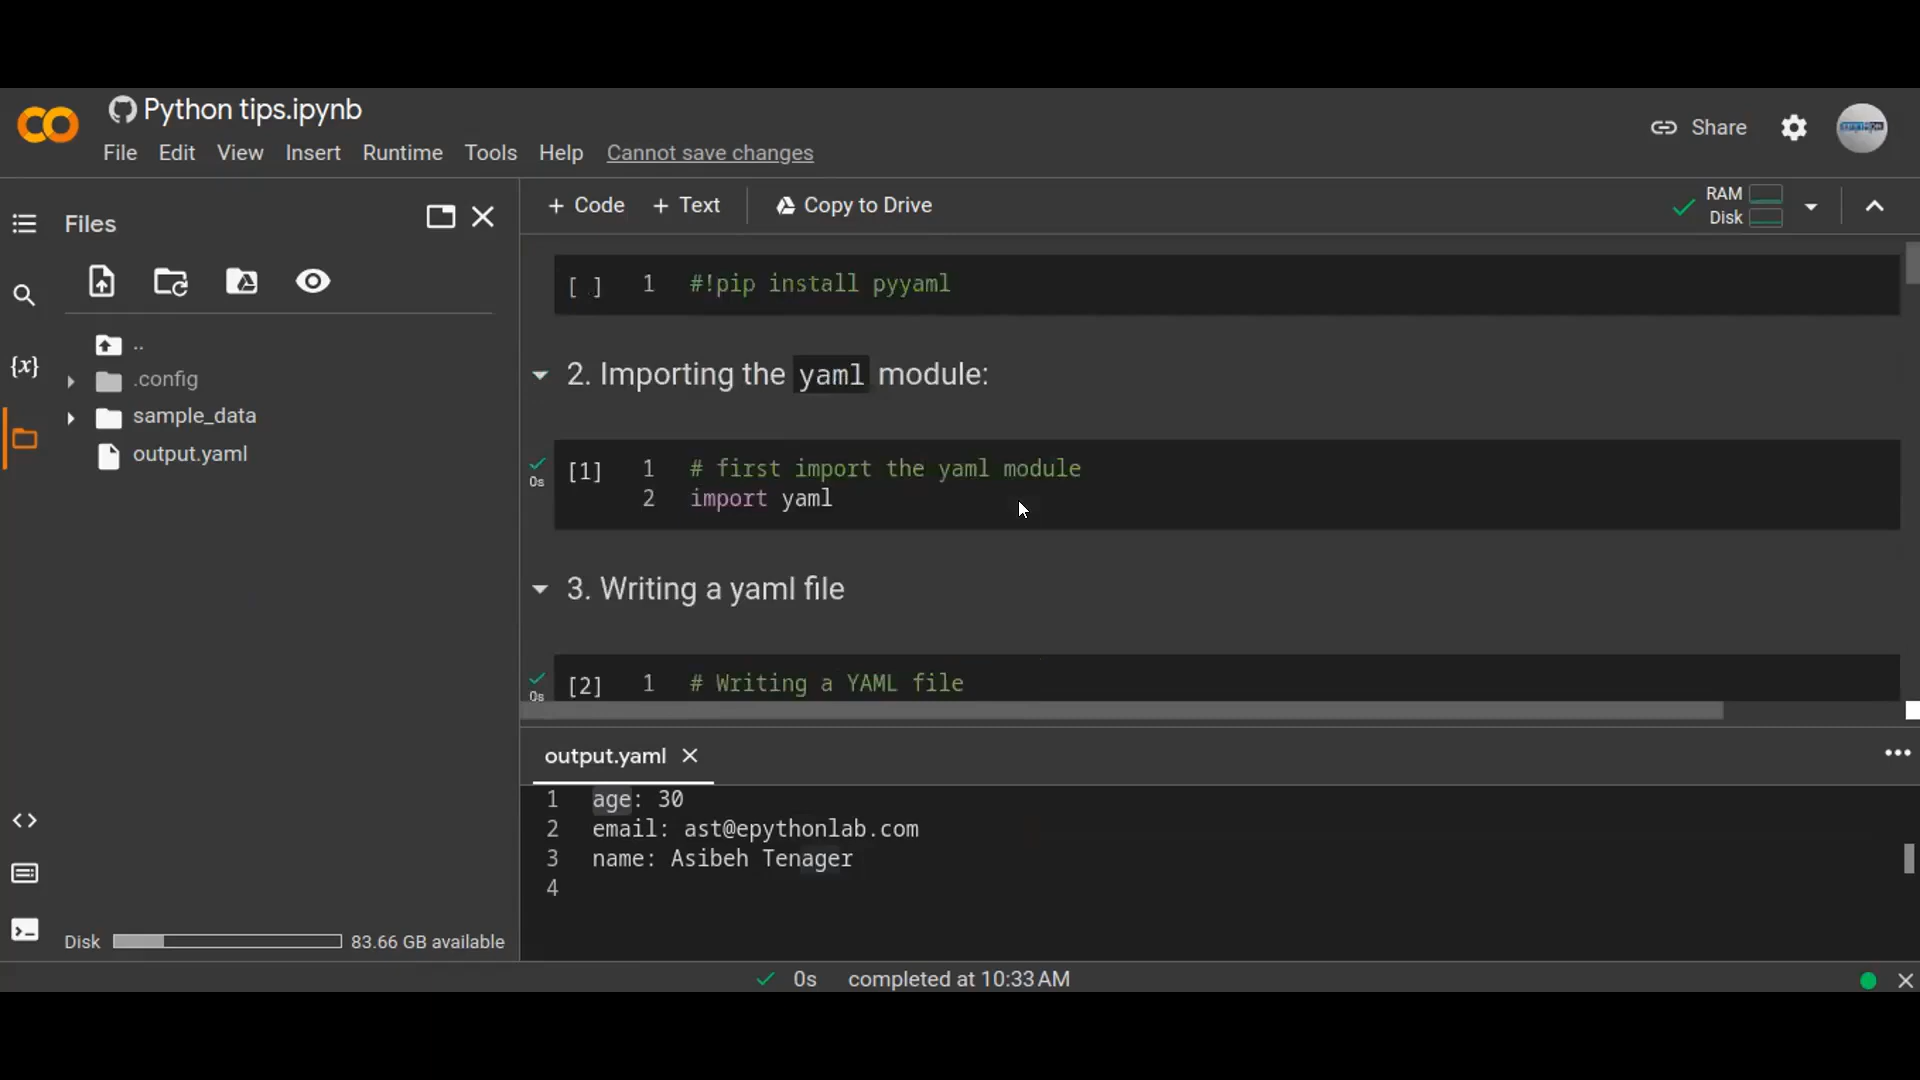 Python tips.ipynb
File Edit View Insert Runtime Tools Help Cannot save changes
Share
Files
+ Code + Text Copy to Drive
RAM
Disk
..
.config
sample_data
output.yaml
{x}
[ ] 1 #!pip install pyyaml
2. Importing the yaml module:
0s [1] 1 # first import the yaml module
2 import yaml
3. Writing a yaml file
0s [2] 1 # Writing a YAML file
output.yaml
1 age: 30
2 email: ast@epythonlab.com
3 name: Asibeh Tenager
4
Disk 83.66 GB available
0s completed at 10:33 AM